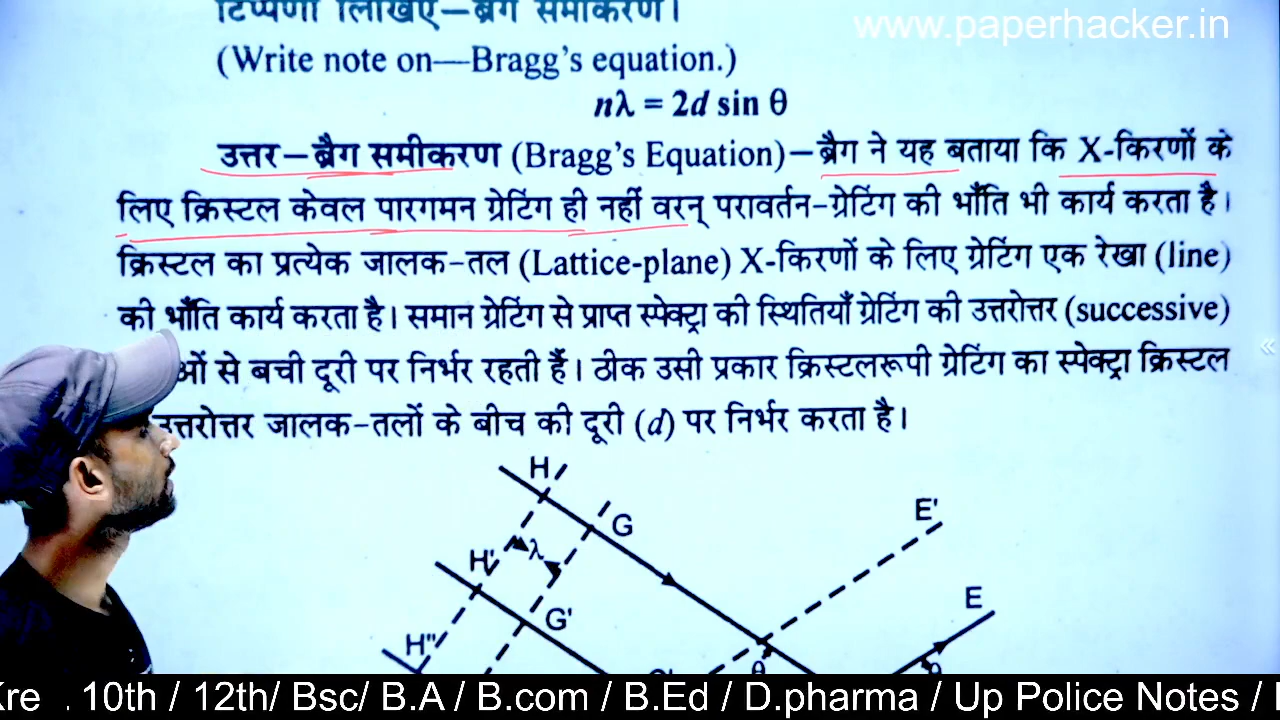 टिप्पणी लिखिए—ब्रैग समीकरण।
www.paperhacker.in
(Write note on—Bragg's equation.)
nλ = 2d sin θ
उत्तर–ब्रैग समीकरण (Bragg's Equation)–ब्रैग ने यह बताया कि X-किरणों के
लिए क्रिस्टल केवल पारगमन ग्रेटिंग ही नहीं वरन् परावर्तन-ग्रेटिंग की भाँति भी कार्य करता है।
क्रिस्टल का प्रत्येक जालक-तल (Lattice-plane) X-किरणों के लिए ग्रेटिंग एक रेखा (line)
की भाँति कार्य करता है। समान ग्रेटिंग से प्राप्त स्पेक्ट्रा की स्थितियाँ ग्रेटिंग की उत्तरोत्तर (successive)
ओं से बची दूरी पर निर्भर रहती हैं। ठीक उसी प्रकार क्रिस्टलरूपी ग्रेटिंग का स्पेक्ट्रा क्रिस्टल
उत्तरोत्तर जालक-तलों के बीच की दूरी (d) पर निर्भर करता है।
H
G
E'
λ
H'
E
G'
H''
θ
. 10th / 12th/ Bsc/ B.A / B.com / B.Ed / D.pharma / Up Police Notes /